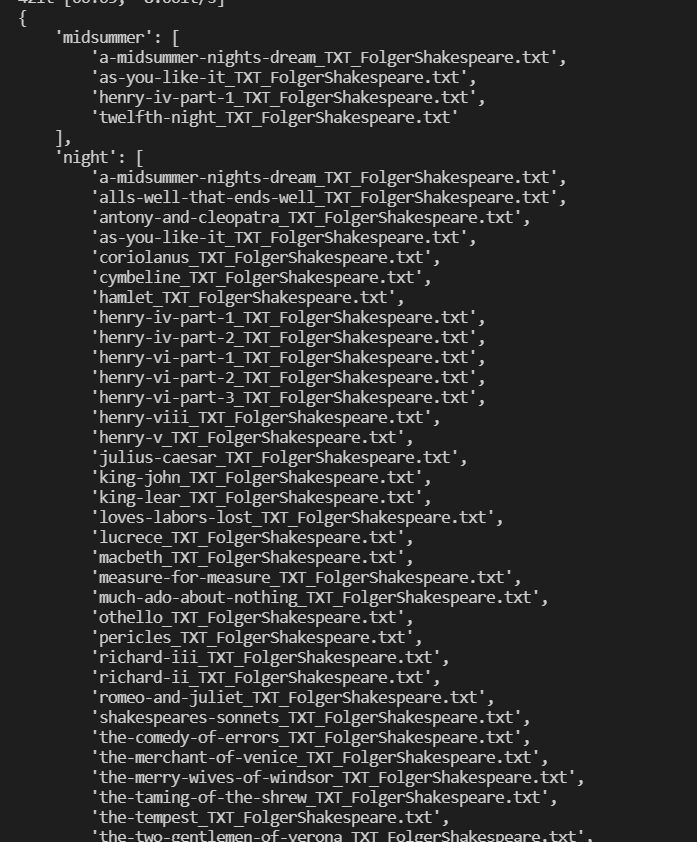 {
    'midsummer': [
        'a-midsummer-nights-dream_TXT_FolgerShakespeare.txt',
        'as-you-like-it_TXT_FolgerShakespeare.txt',
        'henry-iv-part-1_TXT_FolgerShakespeare.txt',
        'twelfth-night_TXT_FolgerShakespeare.txt'
    ],
    'night': [
        'a-midsummer-nights-dream_TXT_FolgerShakespeare.txt',
        'alls-well-that-ends-well_TXT_FolgerShakespeare.txt',
        'antony-and-cleopatra_TXT_FolgerShakespeare.txt',
        'as-you-like-it_TXT_FolgerShakespeare.txt',
        'coriolanus_TXT_FolgerShakespeare.txt',
        'cymbeline_TXT_FolgerShakespeare.txt',
        'hamlet_TXT_FolgerShakespeare.txt',
        'henry-iv-part-1_TXT_FolgerShakespeare.txt',
        'henry-iv-part-2_TXT_FolgerShakespeare.txt',
        'henry-vi-part-1_TXT_FolgerShakespeare.txt',
        'henry-vi-part-2_TXT_FolgerShakespeare.txt',
        'henry-vi-part-3_TXT_FolgerShakespeare.txt',
        'henry-viii_TXT_FolgerShakespeare.txt',
        'henry-v_TXT_FolgerShakespeare.txt',
        'julius-caesar_TXT_FolgerShakespeare.txt',
        'king-john_TXT_FolgerShakespeare.txt',
        'king-lear_TXT_FolgerShakespeare.txt',
        'loves-labors-lost_TXT_FolgerShakespeare.txt',
        'lucrece_TXT_FolgerShakespeare.txt',
        'macbeth_TXT_FolgerShakespeare.txt',
        'measure-for-measure_TXT_FolgerShakespeare.txt',
        'much-ado-about-nothing_TXT_FolgerShakespeare.txt',
        'othello_TXT_FolgerShakespeare.txt',
        'pericles_TXT_FolgerShakespeare.txt',
        'richard-iii_TXT_FolgerShakespeare.txt',
        'richard-ii_TXT_FolgerShakespeare.txt',
        'romeo-and-juliet_TXT_FolgerShakespeare.txt',
        'shakespeares-sonnets_TXT_FolgerShakespeare.txt',
        'the-comedy-of-errors_TXT_FolgerShakespeare.txt',
        'the-merchant-of-venice_TXT_FolgerShakespeare.txt',
        'the-merry-wives-of-windsor_TXT_FolgerShakespeare.txt',
        'the-taming-of-the-shrew_TXT_FolgerShakespeare.txt',
        'the-tempest_TXT_FolgerShakespeare.txt',
        'the-two-gentlemen-of-verona_TXT_FolgerShakespeare.txt',